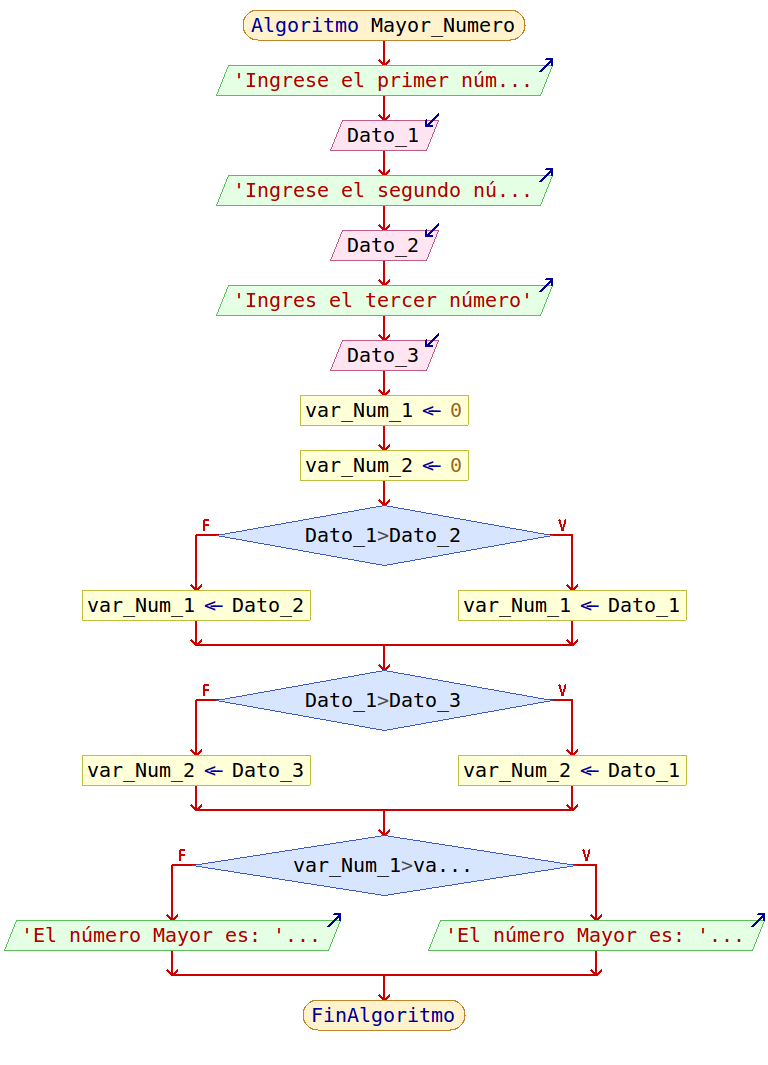 Algoritmo Mayor_Numero
'Ingrese el primer núm...
Dato_1
'Ingrese el segundo nú...
Dato_2
'Ingres el tercer número'
Dato_3
var_Num_1 ← 0
var_Num_2 ← 0
Dato_1>Dato_2
F
V
var_Num_1 ← Dato_2
var_Num_1 ← Dato_1
Dato_1>Dato_3
F
V
var_Num_2 ← Dato_3
var_Num_2 ← Dato_1
var_Num_1>va...
F
V
'El número Mayor es: '...
'El número Mayor es: '...
FinAlgoritmo